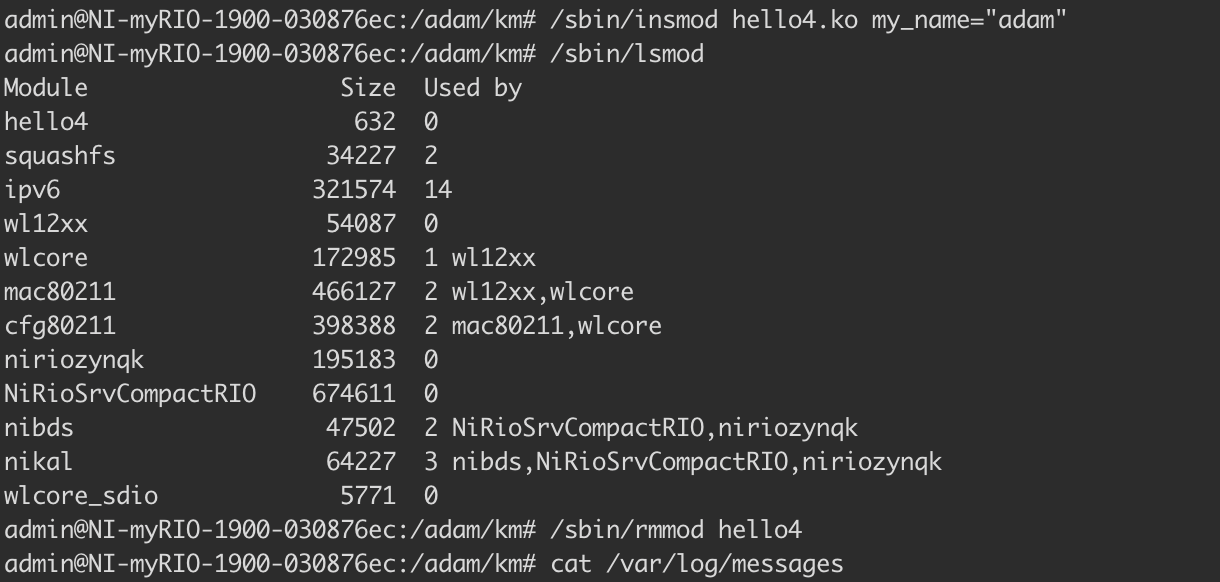 admin@NI-myRIO-1900-030876ec:/adam/km# /sbin/insmod hello4.ko my_name="adam"
admin@NI-myRIO-1900-030876ec:/adam/km# /sbin/lsmod
Module                  Size  Used by
hello4                   632  0
squashfs               34227  2
ipv6                  321574  14
wl12xx                 54087  0
wlcore                172985  1 wl12xx
mac80211              466127  2 wl12xx,wlcore
cfg80211              398388  2 mac80211,wlcore
niriozynqk            195183  0
NiRioSrvCompactRIO    674611  0
nibds                  47502  2 NiRioSrvCompactRIO,niriozynqk
nikal                  64227  3 nibds,NiRioSrvCompactRIO,niriozynqk
wlcore_sdio             5771  0
admin@NI-myRIO-1900-030876ec:/adam/km# /sbin/rmmod hello4
admin@NI-myRIO-1900-030876ec:/adam/km# cat /var/log/messages